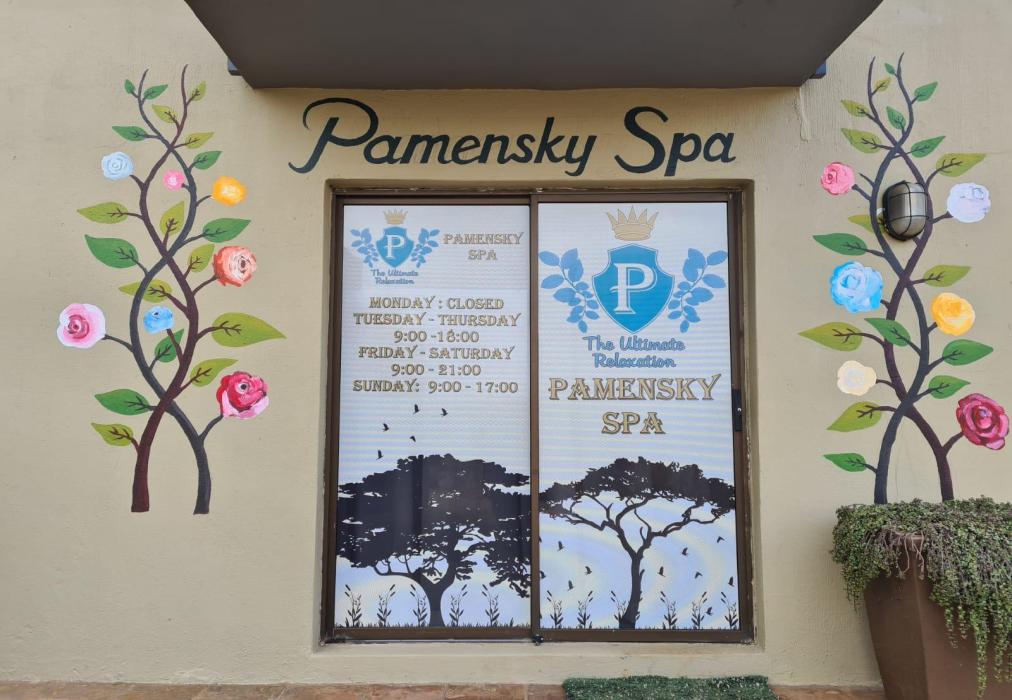 Pamensky Spa
P
PAMENSKY
SPA
The Ultimate
Relaxation
MONDAY : CLOSED
TUESDAY - THURSDAY
9:00 -18:00
FRIDAY - SATURDAY
9:00 - 21:00
SUNDAY: 9:00 - 17:00
P
The Ultimate
Relaxation
PAMENSKY
SPA